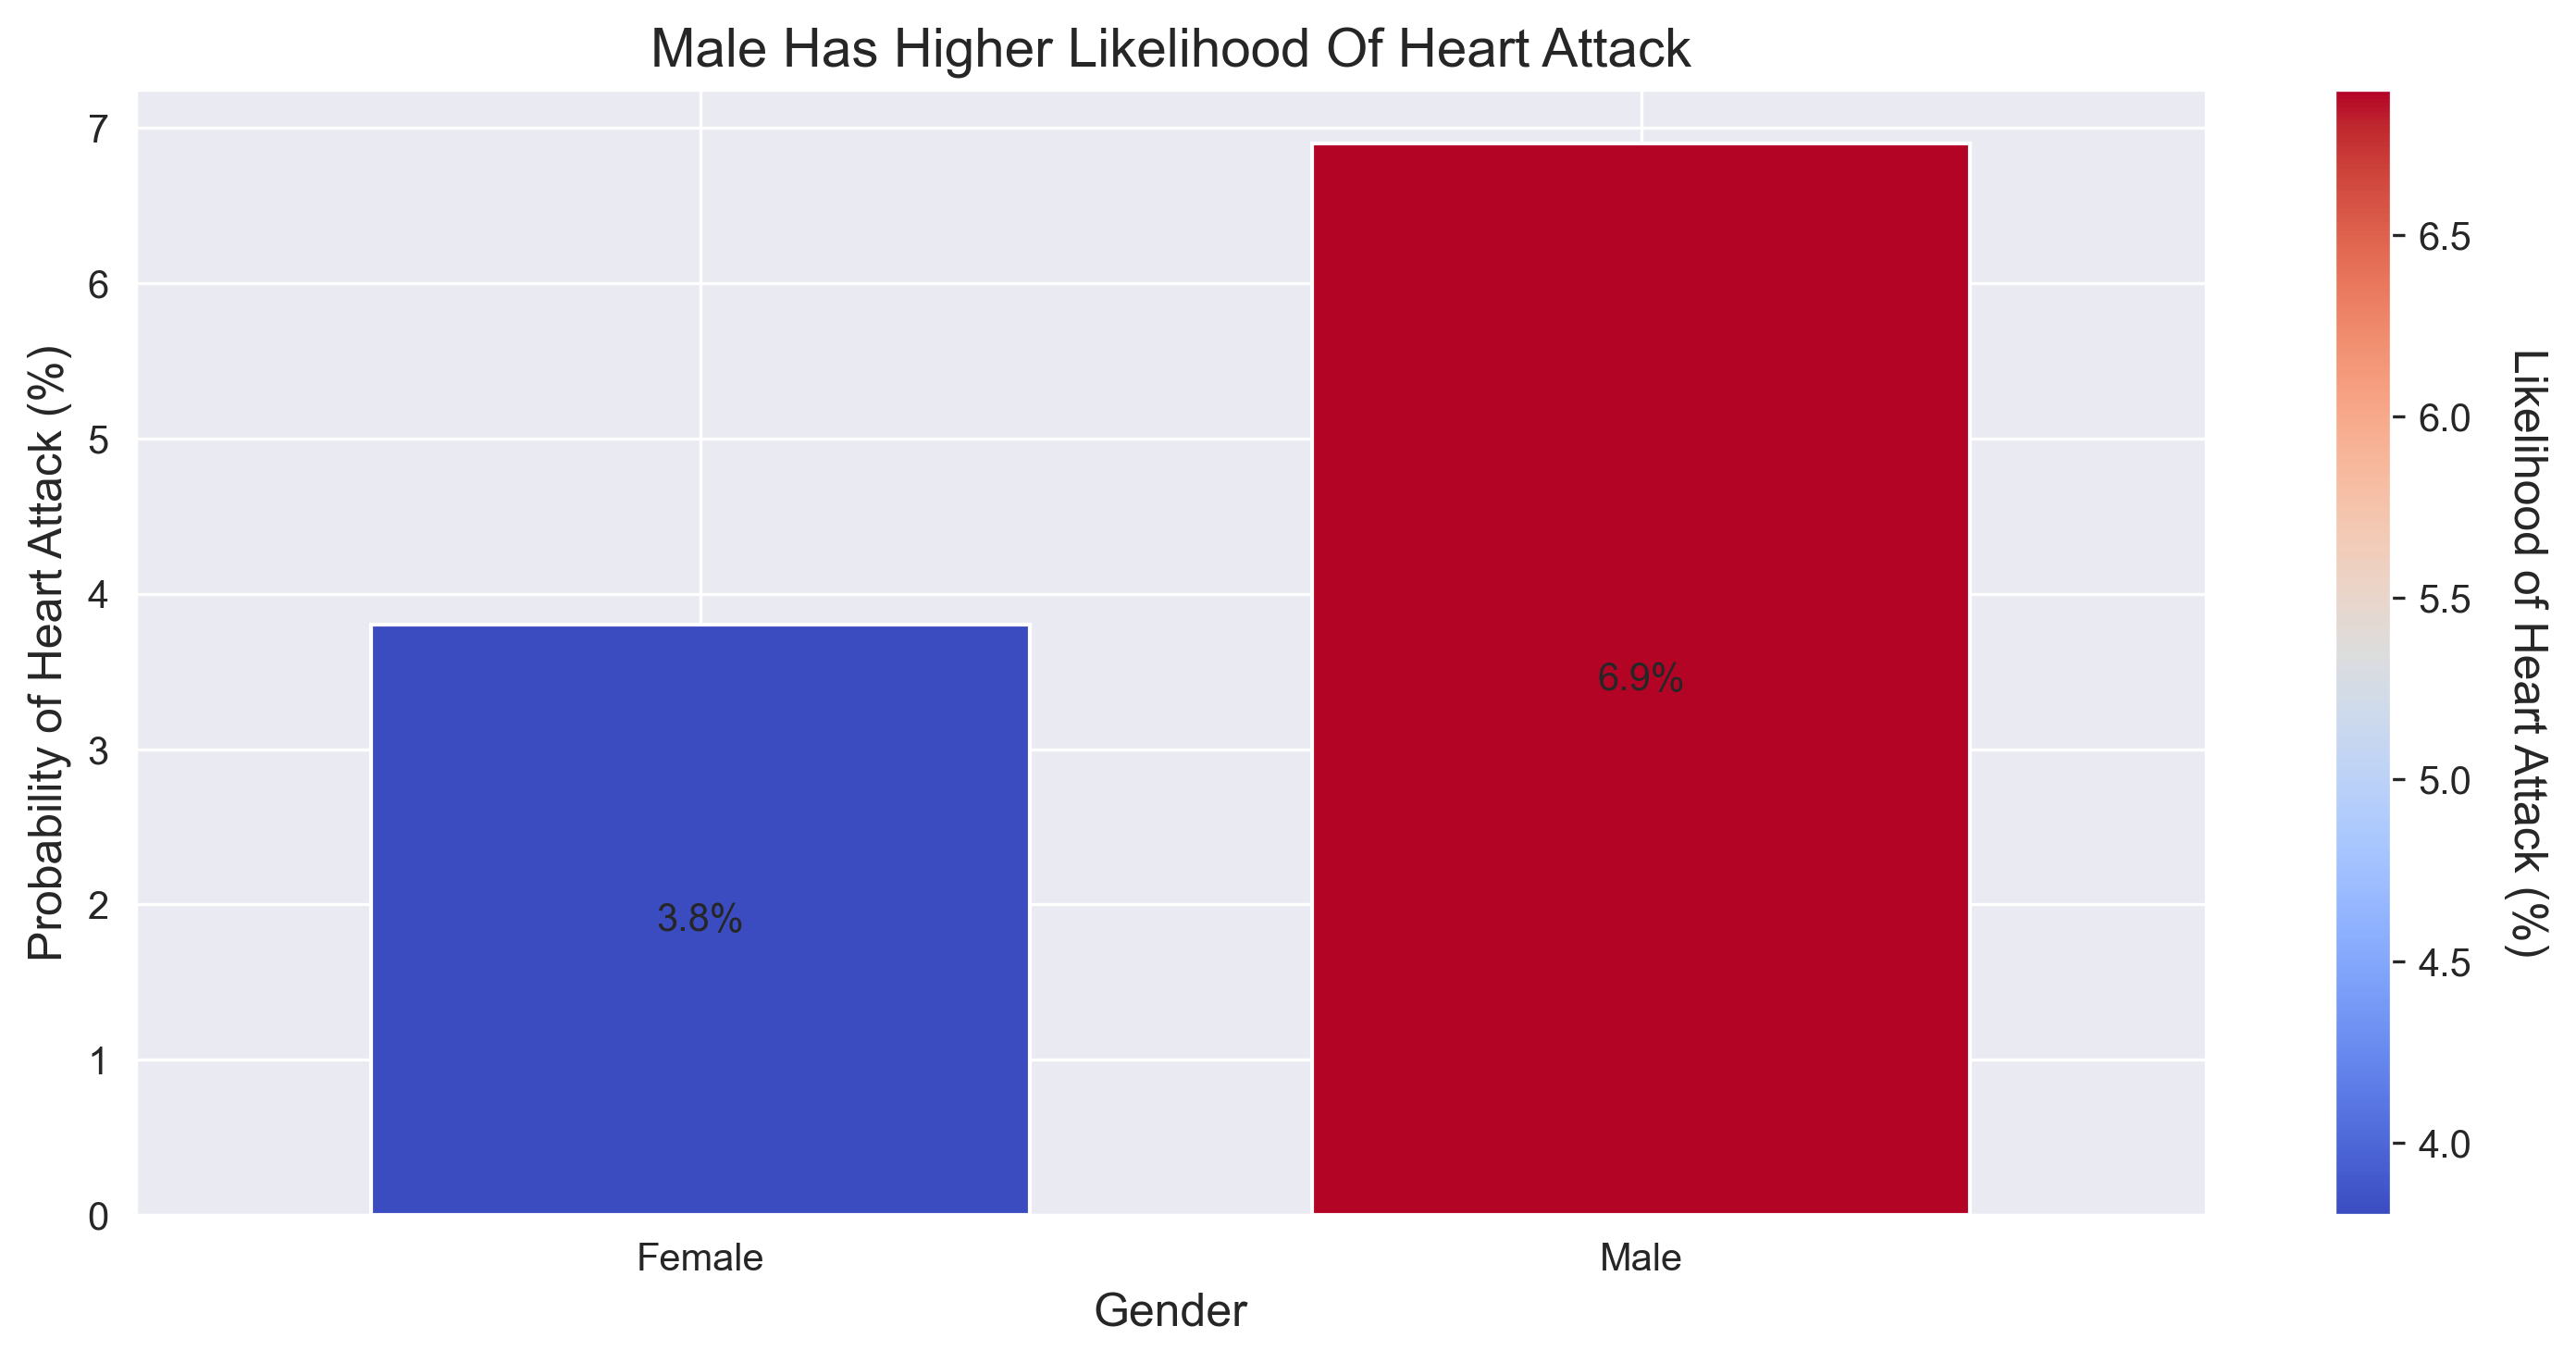 Male Has Higher Likelihood Of Heart Attack
Probability of Heart Attack (%)
7
6
5
4
3
2
1
0
3.8%
6.9%
Female
Male
Gender
6.5
6.0
5.5
5.0
4.5
4.0
Likelihood of Heart Attack (%)